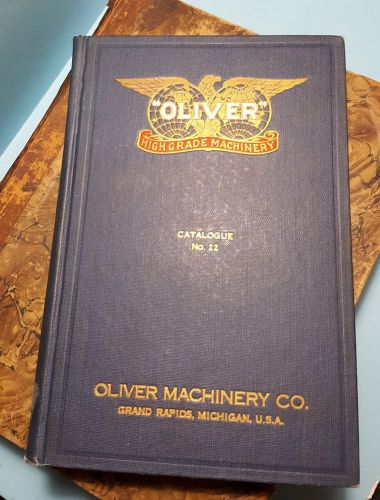 "OLIVER"
HIGH GRADE MACHINERY
CATALOGUE
No. 22
OLIVER MACHINERY CO.
GRAND RAPIDS, MICHIGAN, U.S.A.